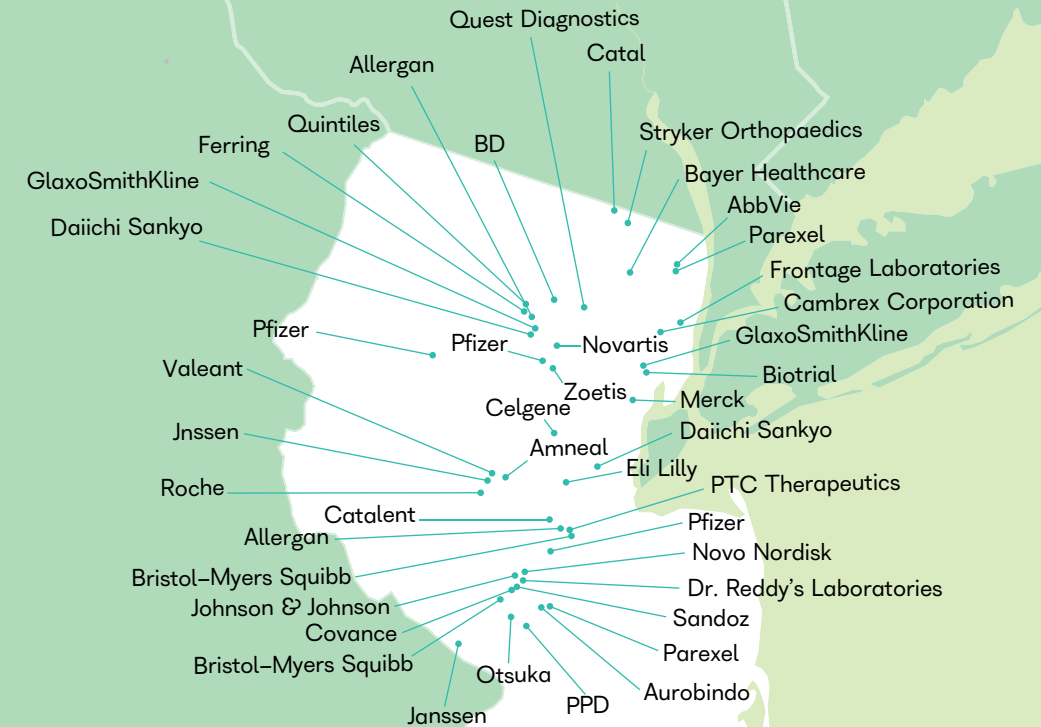 Quest Diagnostics
Catal
Allergan
Quintiles
Stryker Orthopaedics
Ferring
BD
Bayer Healthcare
GlaxoSmithKline
AbbVie
Daiichi Sankyo
Parexel
Frontage Laboratories
Cambrex Corporation
Pfizer
GlaxoSmithKline
Pfizer
Novartis
Valeant
Biotrial
Zoetis
Merck
Celgene
Jnssen
Daiichi Sankyo
Amneal
Eli Lilly
Roche
PTC Therapeutics
Catalent
Pfizer
Allergan
Novo Nordisk
Bristol-Myers Squibb
Dr. Reddy's Laboratories
Johnson & Johnson
Sandoz
Covance
Parexel
Bristol-Myers Squibb
Otsuka
Aurobindo
PPD
Janssen